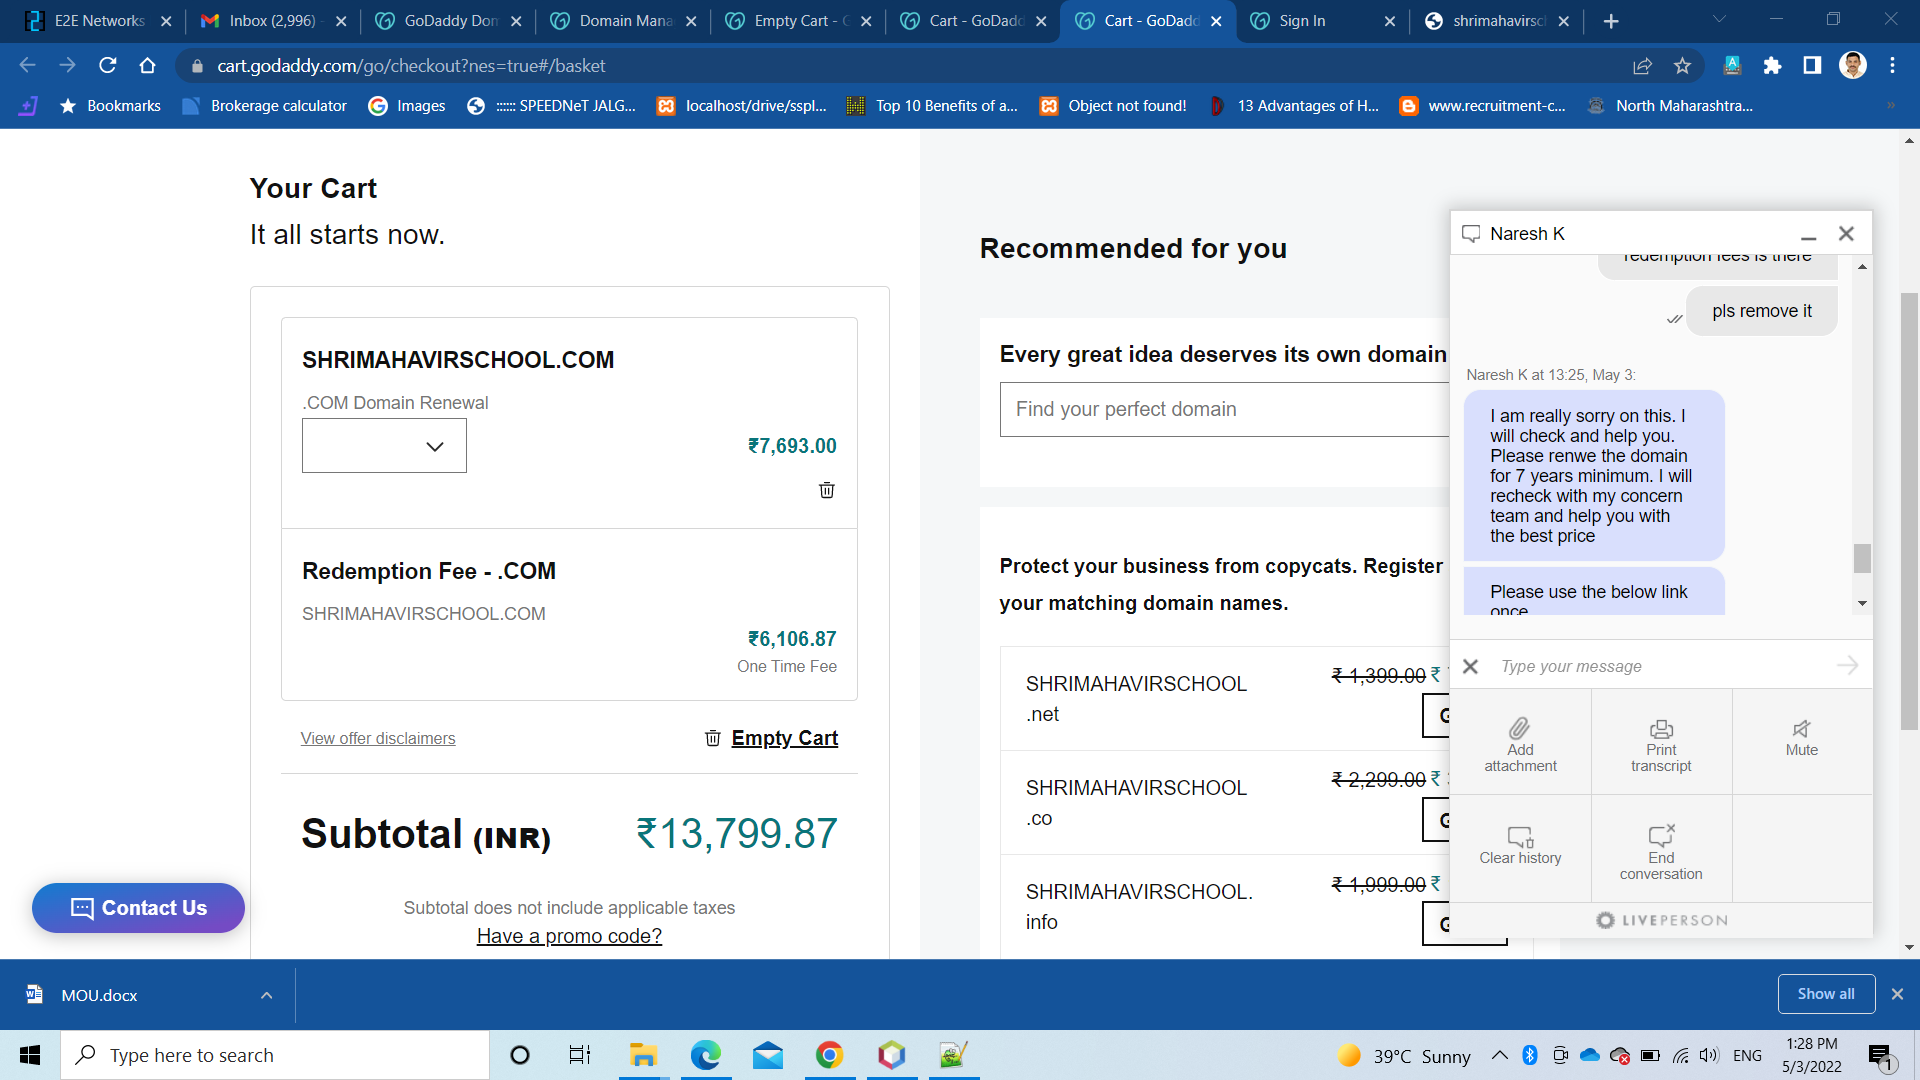 E2E Networks
Inbox (2,996) -
GoDaddy Don
Domain Mana
Empty Cart - G
Cart - GoDadd
Cart - GoDadd
Sign In
shrimahavirsch
cart.godaddy.com/go/checkout?nes=true#/basket
Bookmarks
Brokerage calculator
Images
:::::: SPEEDNeT JALG...
localhost/drive/sspl...
Top 10 Benefits of a...
Object not found!
13 Advantages of H...
www.recruitment-c...
North Maharashtra...
Your Cart
It all starts now.
SHRIMAHAVIRSCHOOL.COM
.COM Domain Renewal
₹7,693.00
Redemption Fee - .COM
SHRIMAHAVIRSCHOOL.COM
₹6,106.87
One Time Fee
View offer disclaimers
Empty Cart
Subtotal (INR)
₹13,799.87
Subtotal does not include applicable taxes
Have a promo code?
Contact Us
Recommended for you
Every great idea deserves its own domain
Find your perfect domain
Protect your business from copycats. Register
your matching domain names.
SHRIMAHAVIRSCHOOL
.net
₹ 1,399.00 ₹
SHRIMAHAVIRSCHOOL
.co
₹ 2,299.00 ₹
SHRIMAHAVIRSCHOOL.
info
₹ 1,999.00 ₹
Naresh K
redemption fees is there
pls remove it
Naresh K at 13:25, May 3:
I am really sorry on this. I
will check and help you.
Please renwe the domain
for 7 years minimum. I will
recheck with my concern
team and help you with
the best price
Please use the below link
once
Type your message
Add
attachment
Print
transcript
Mute
Clear history
End
conversation
LIVEPERSON
MOU.docx
Show all
Type here to search
39°C Sunny
ENG
1:28 PM
5/3/2022
1